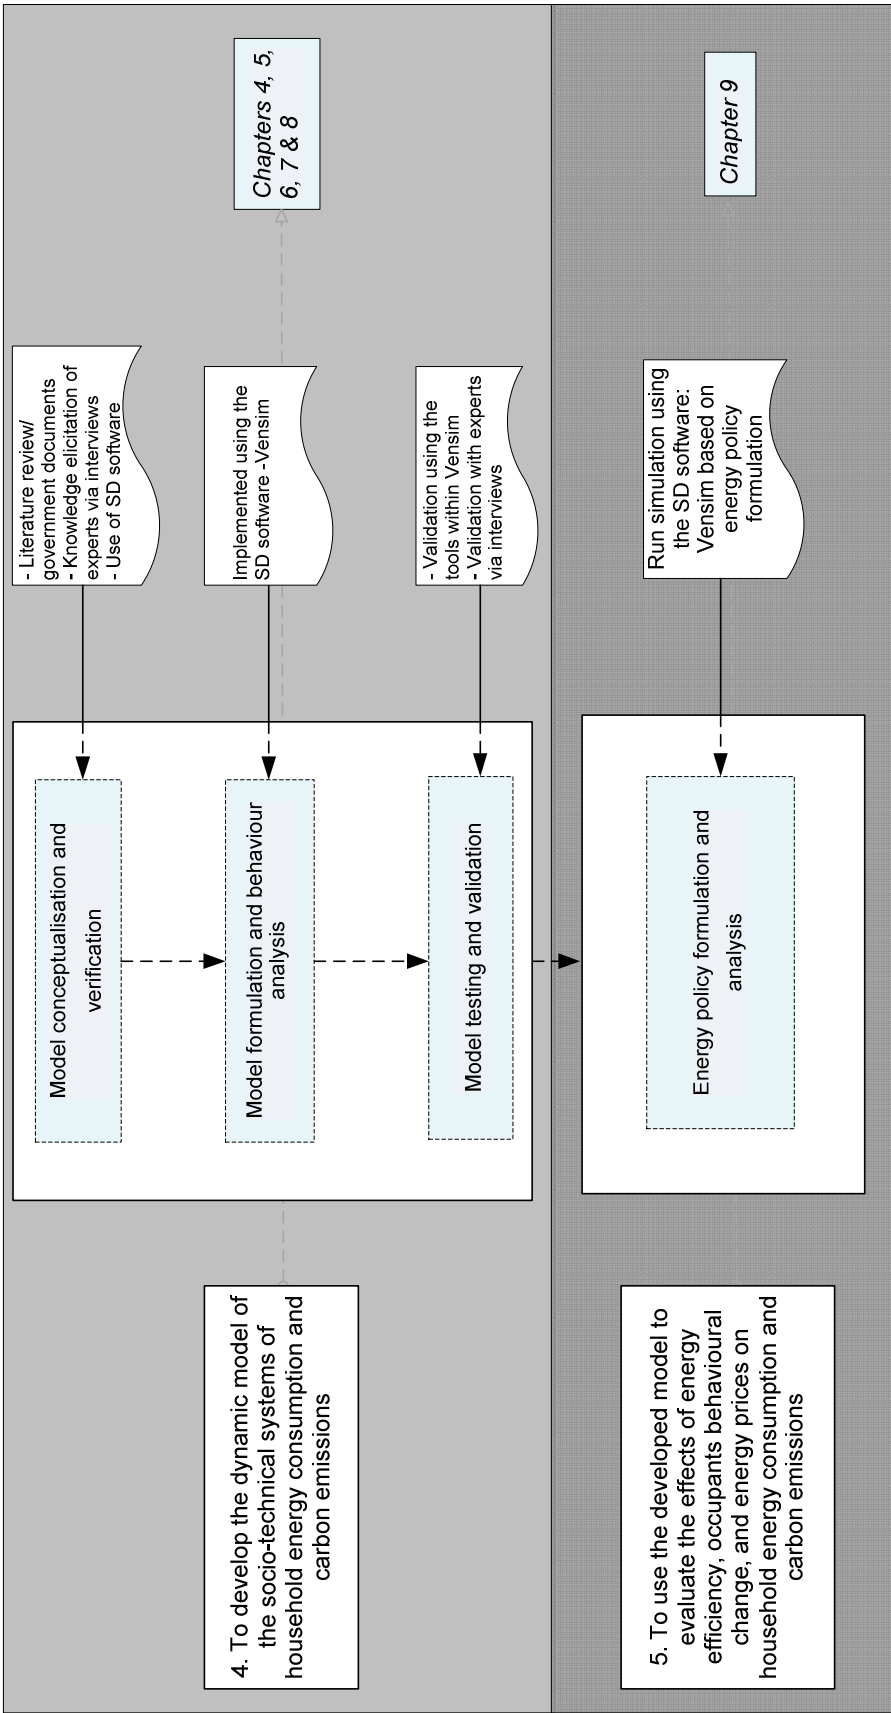 4. To develop the dynamic model of
the socio-technical systems of
household energy consumption and
carbon emissions
Model conceptualisation and
verification
Model formulation and behaviour
analysis
Model testing and validation
- Literature review/
government documents
- Knowledge elicitation of
experts via interviews
- Use of SD software
Implemented using the
SD software -Vensim
- Validation using the
tools within Vensim
- Validation with experts
via interviews
Chapters 4, 5,
6, 7 & 8
5. To use the developed model to
evaluate the effects of energy
efficiency, occupants behavioural
change, and energy prices on
household energy consumption and
carbon emissions
Energy policy formulation and
analysis
Run simulation using
the SD software:
Vensim based on
energy policy
formulation
Chapter 9